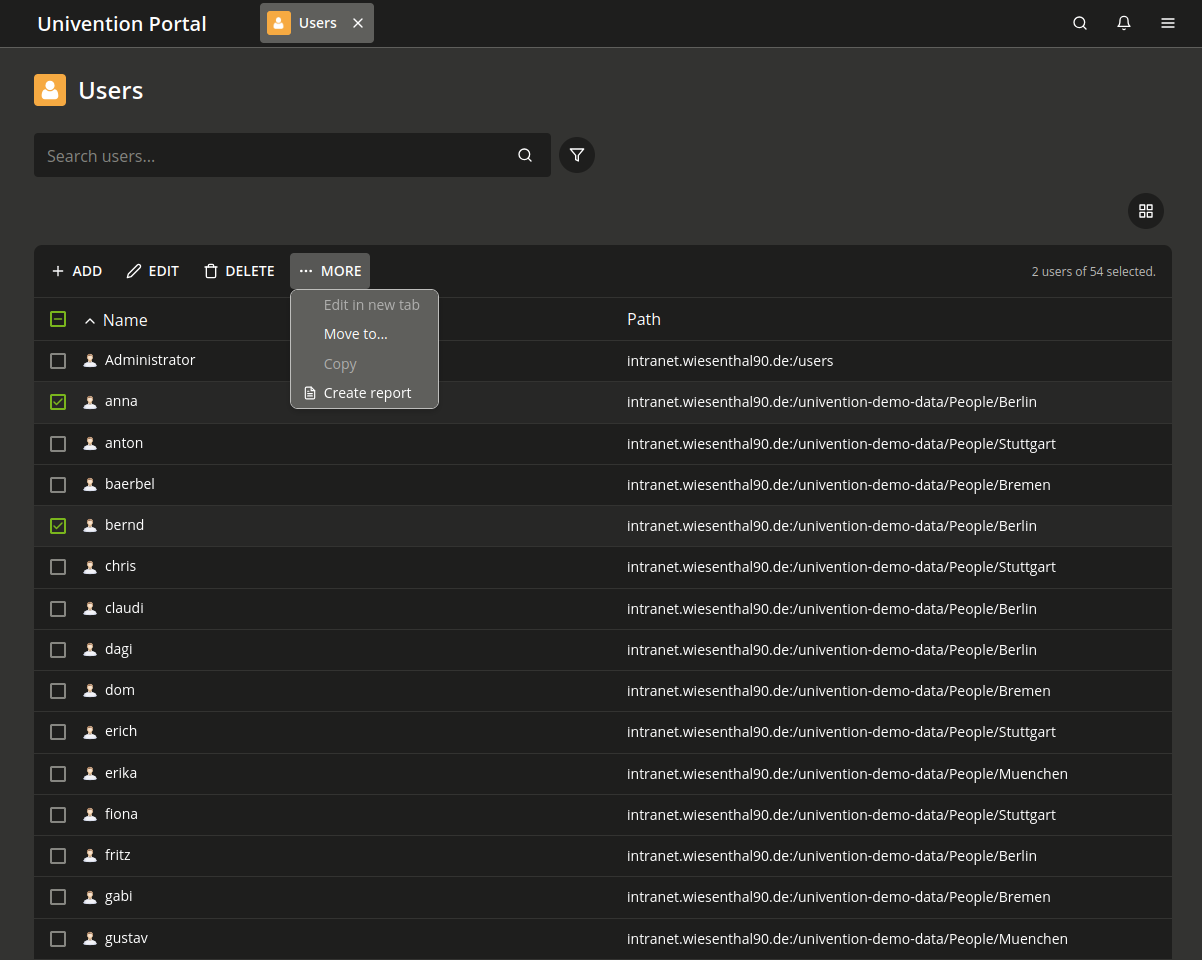 Univention Portal
Users
Users
Search users...
ADD EDIT DELETE MORE 2 users of 54 selected.
Edit in new tab
Move to...
Copy
Create report
Name Path
Administrator intranet.wiesenthal90.de:/users
anna intranet.wiesenthal90.de:/univention-demo-data/People/Berlin
anton intranet.wiesenthal90.de:/univention-demo-data/People/Stuttgart
baerbel intranet.wiesenthal90.de:/univention-demo-data/People/Bremen
bernd intranet.wiesenthal90.de:/univention-demo-data/People/Berlin
chris intranet.wiesenthal90.de:/univention-demo-data/People/Stuttgart
claudi intranet.wiesenthal90.de:/univention-demo-data/People/Berlin
dagi intranet.wiesenthal90.de:/univention-demo-data/People/Berlin
dom intranet.wiesenthal90.de:/univention-demo-data/People/Bremen
erich intranet.wiesenthal90.de:/univention-demo-data/People/Stuttgart
erika intranet.wiesenthal90.de:/univention-demo-data/People/Muenchen
fiona intranet.wiesenthal90.de:/univention-demo-data/People/Stuttgart
fritz intranet.wiesenthal90.de:/univention-demo-data/People/Berlin
gabi intranet.wiesenthal90.de:/univention-demo-data/People/Bremen
gustav intranet.wiesenthal90.de:/univention-demo-data/People/Muenchen